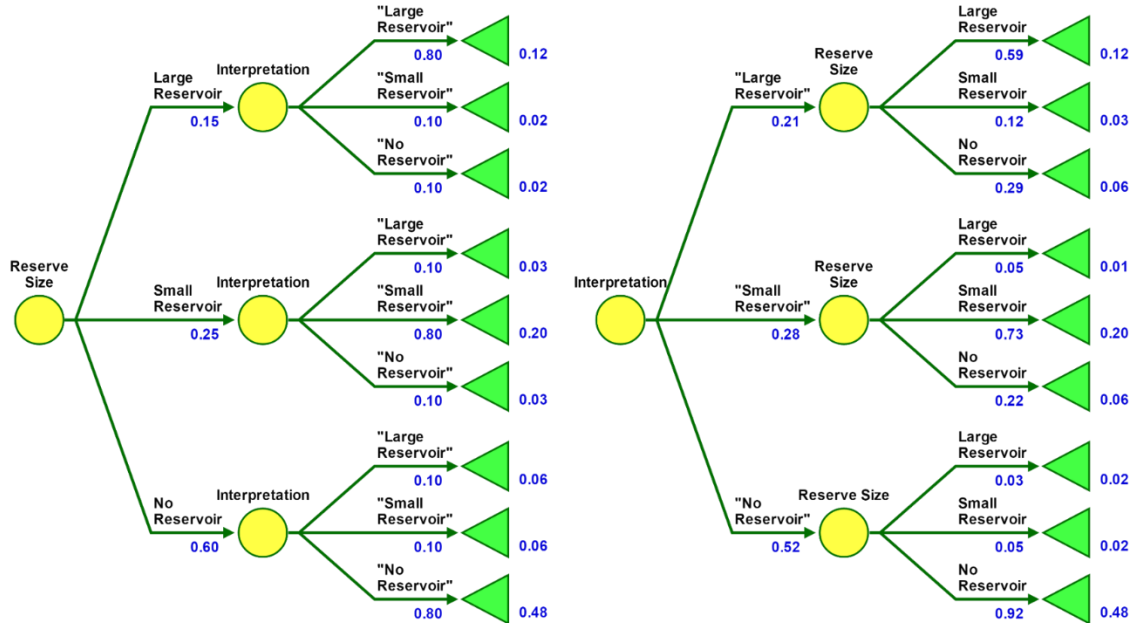 Reserve
Size
Large
Reservoir
0.15
Interpretation
"Large
Reservoir"
0.80
0.12
"Small
Reservoir"
0.10
0.02
"No
Reservoir"
0.10
0.02
Small
Reservoir
0.25
Interpretation
"Large
Reservoir"
0.10
0.03
"Small
Reservoir"
0.80
0.20
"No
Reservoir"
0.10
0.03
No
Reservoir
0.60
Interpretation
"Large
Reservoir"
0.10
0.06
"Small
Reservoir"
0.10
0.06
"No
Reservoir"
0.80
0.48
Interpretation
"Large
Reservoir"
0.21
Reserve
Size
Large
Reservoir
0.59
0.12
Small
Reservoir
0.12
0.03
No
Reservoir
0.29
0.06
"Small
Reservoir"
0.28
Reserve
Size
Large
Reservoir
0.05
0.01
Small
Reservoir
0.73
0.20
No
Reservoir
0.22
0.06
"No
Reservoir"
0.52
Reserve Size
Large
Reservoir
0.03
0.02
Small
Reservoir
0.05
0.02
No
Reservoir
0.92
0.48